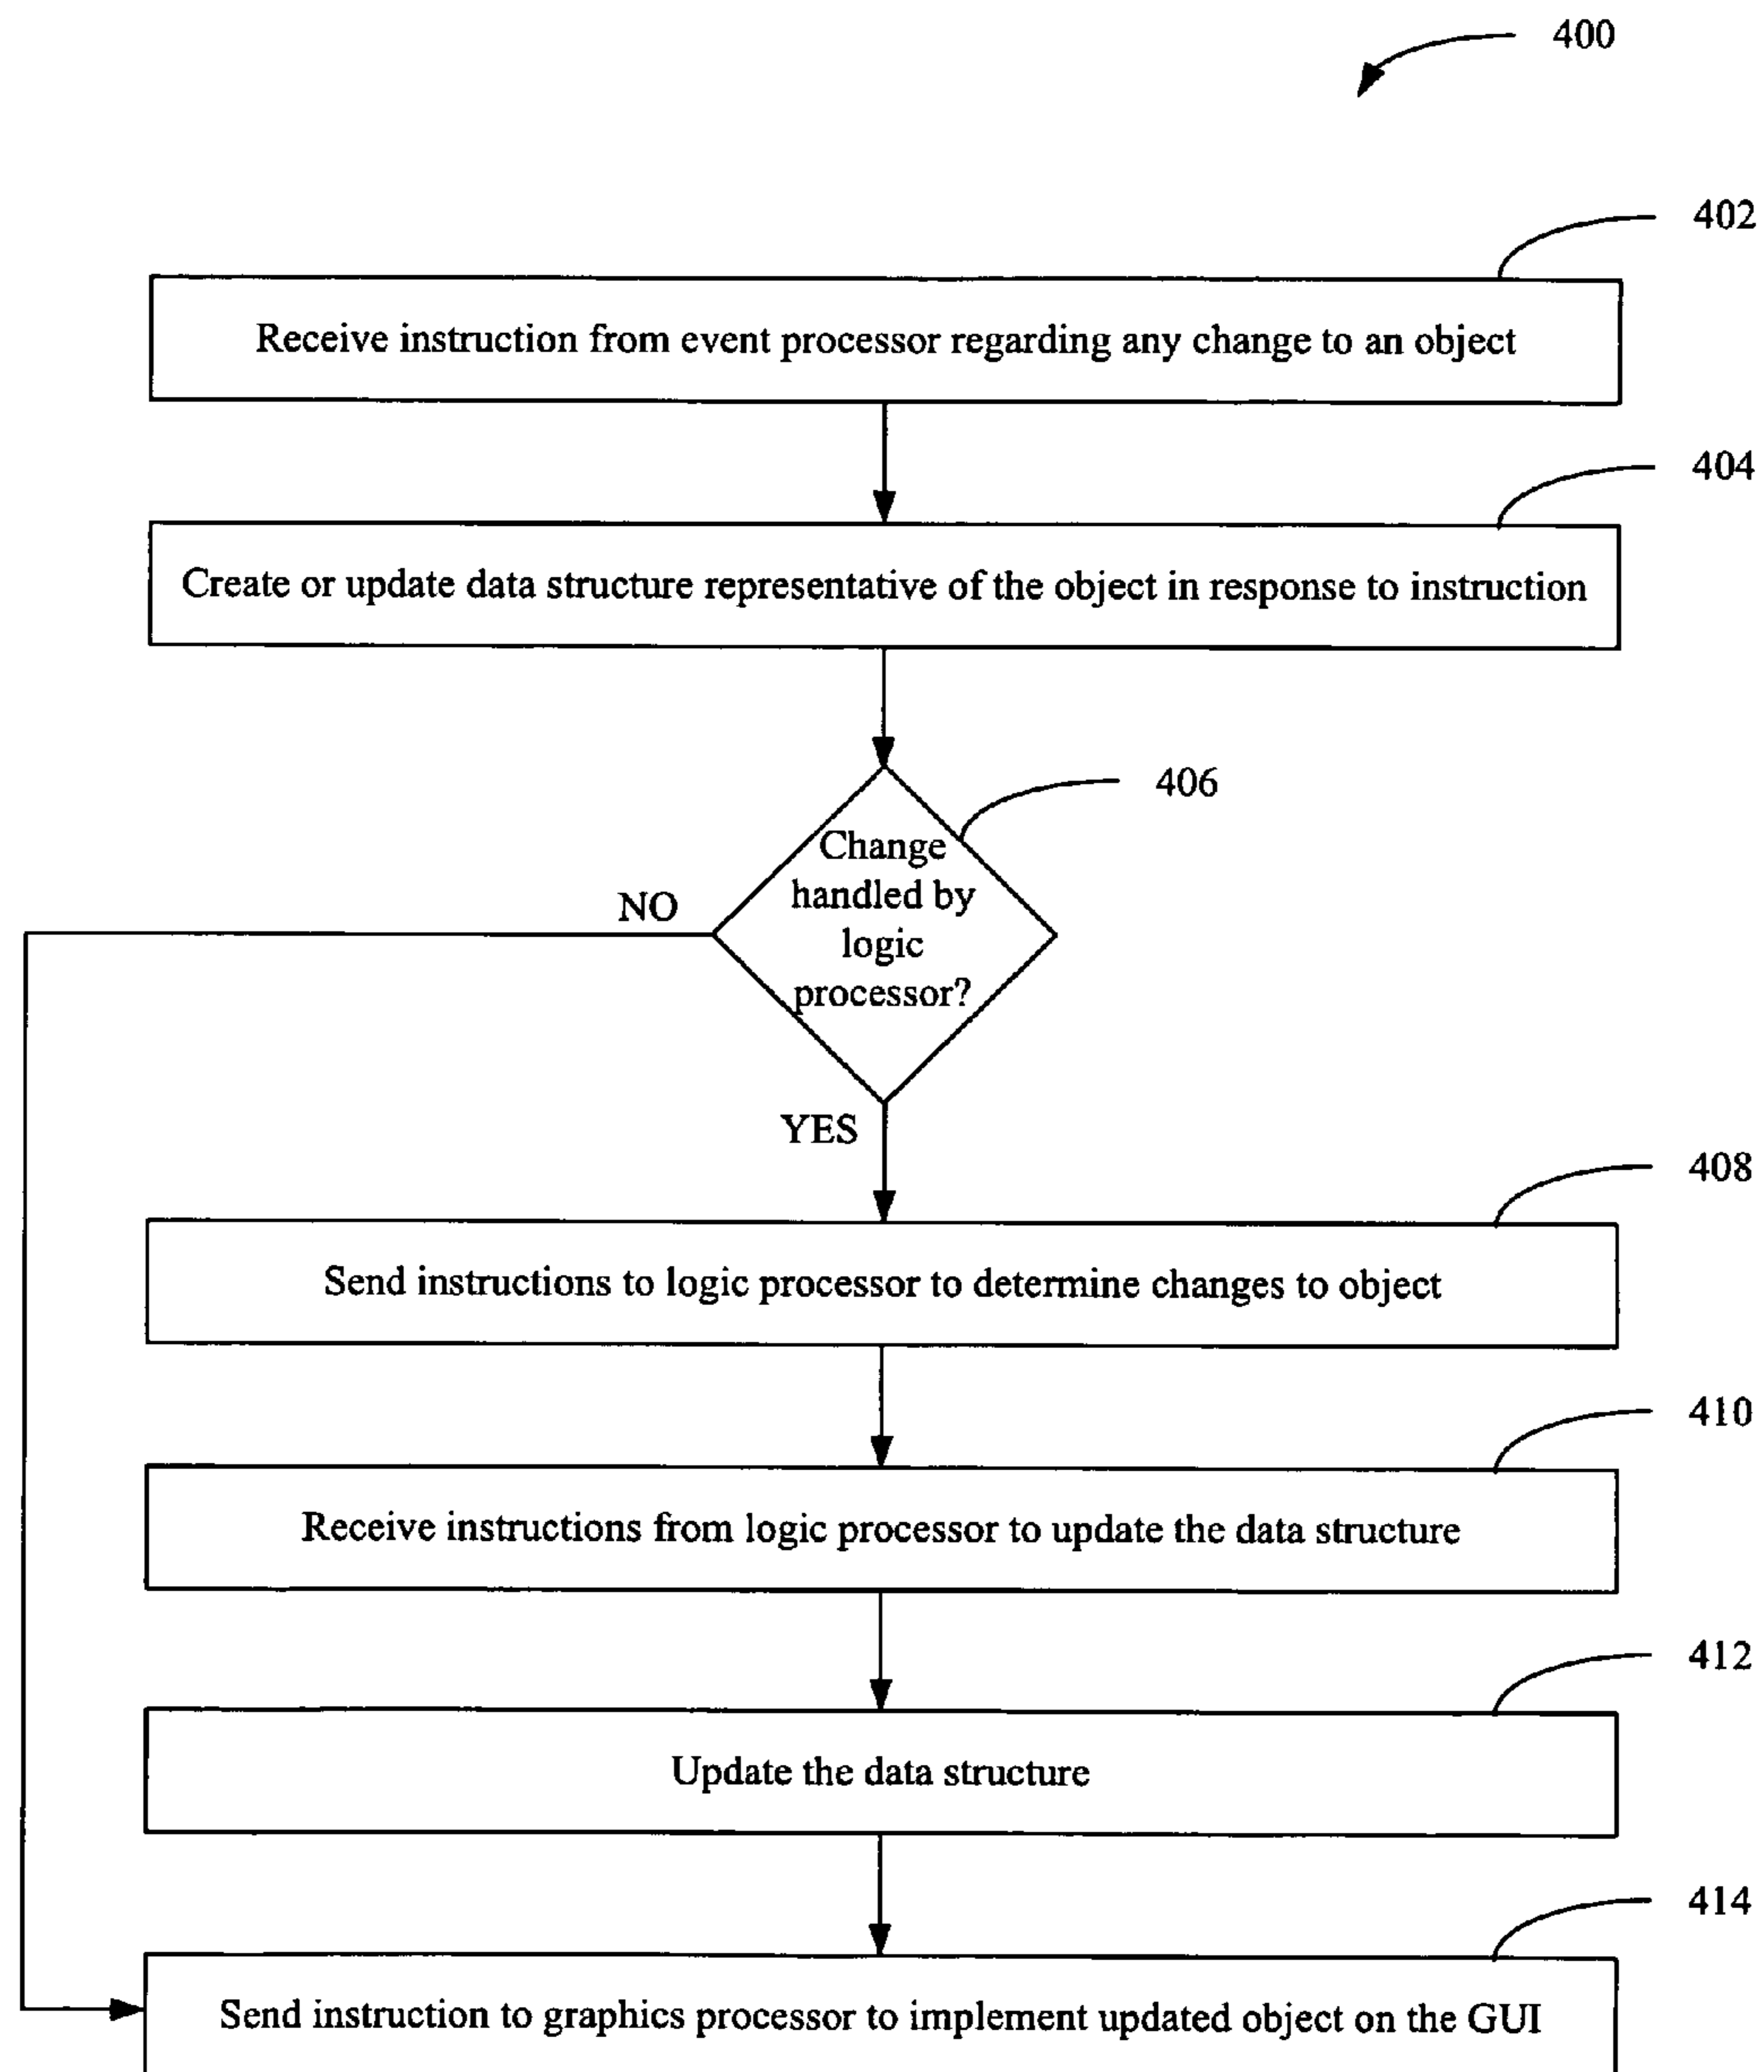 400
402
Receive instruction from event processor regarding any change to an object
404
Create or update data structure representative of the object in response to instruction
406
Change
handled by
logic
processor?
NO
YES
408
Send instructions to logic processor to determine changes to object
410
Receive instructions from logic processor to update the data structure
412
Update the data structure
414
Send instruction to graphics processor to implement updated object on the GUI